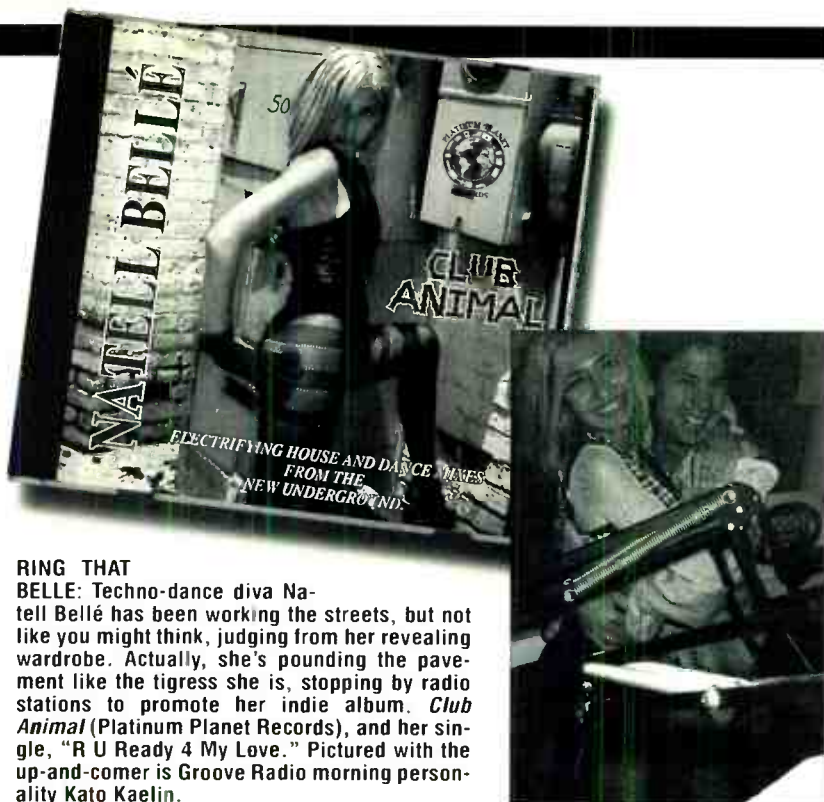 NATELL BELLÉ
50
PLATINUM PLANET
RECORDS
CLUB
ANIMAL
ELECTRIFYING HOUSE AND DANCE MIXES
FROM THE
NEW UNDERGROUND.
RING THAT
BELLE: Techno-dance diva Na-
tell Bellé has been working the streets, but not
like you might think, judging from her revealing
wardrobe. Actually, she's pounding the pave-
ment like the tigress she is, stopping by radio
stations to promote her indie album, Club
Animal (Platinum Planet Records), and her sin-
gle, "R U Ready 4 My Love." Pictured with the
up-and-comer is Groove Radio morning person-
ality Kato Kaelin.